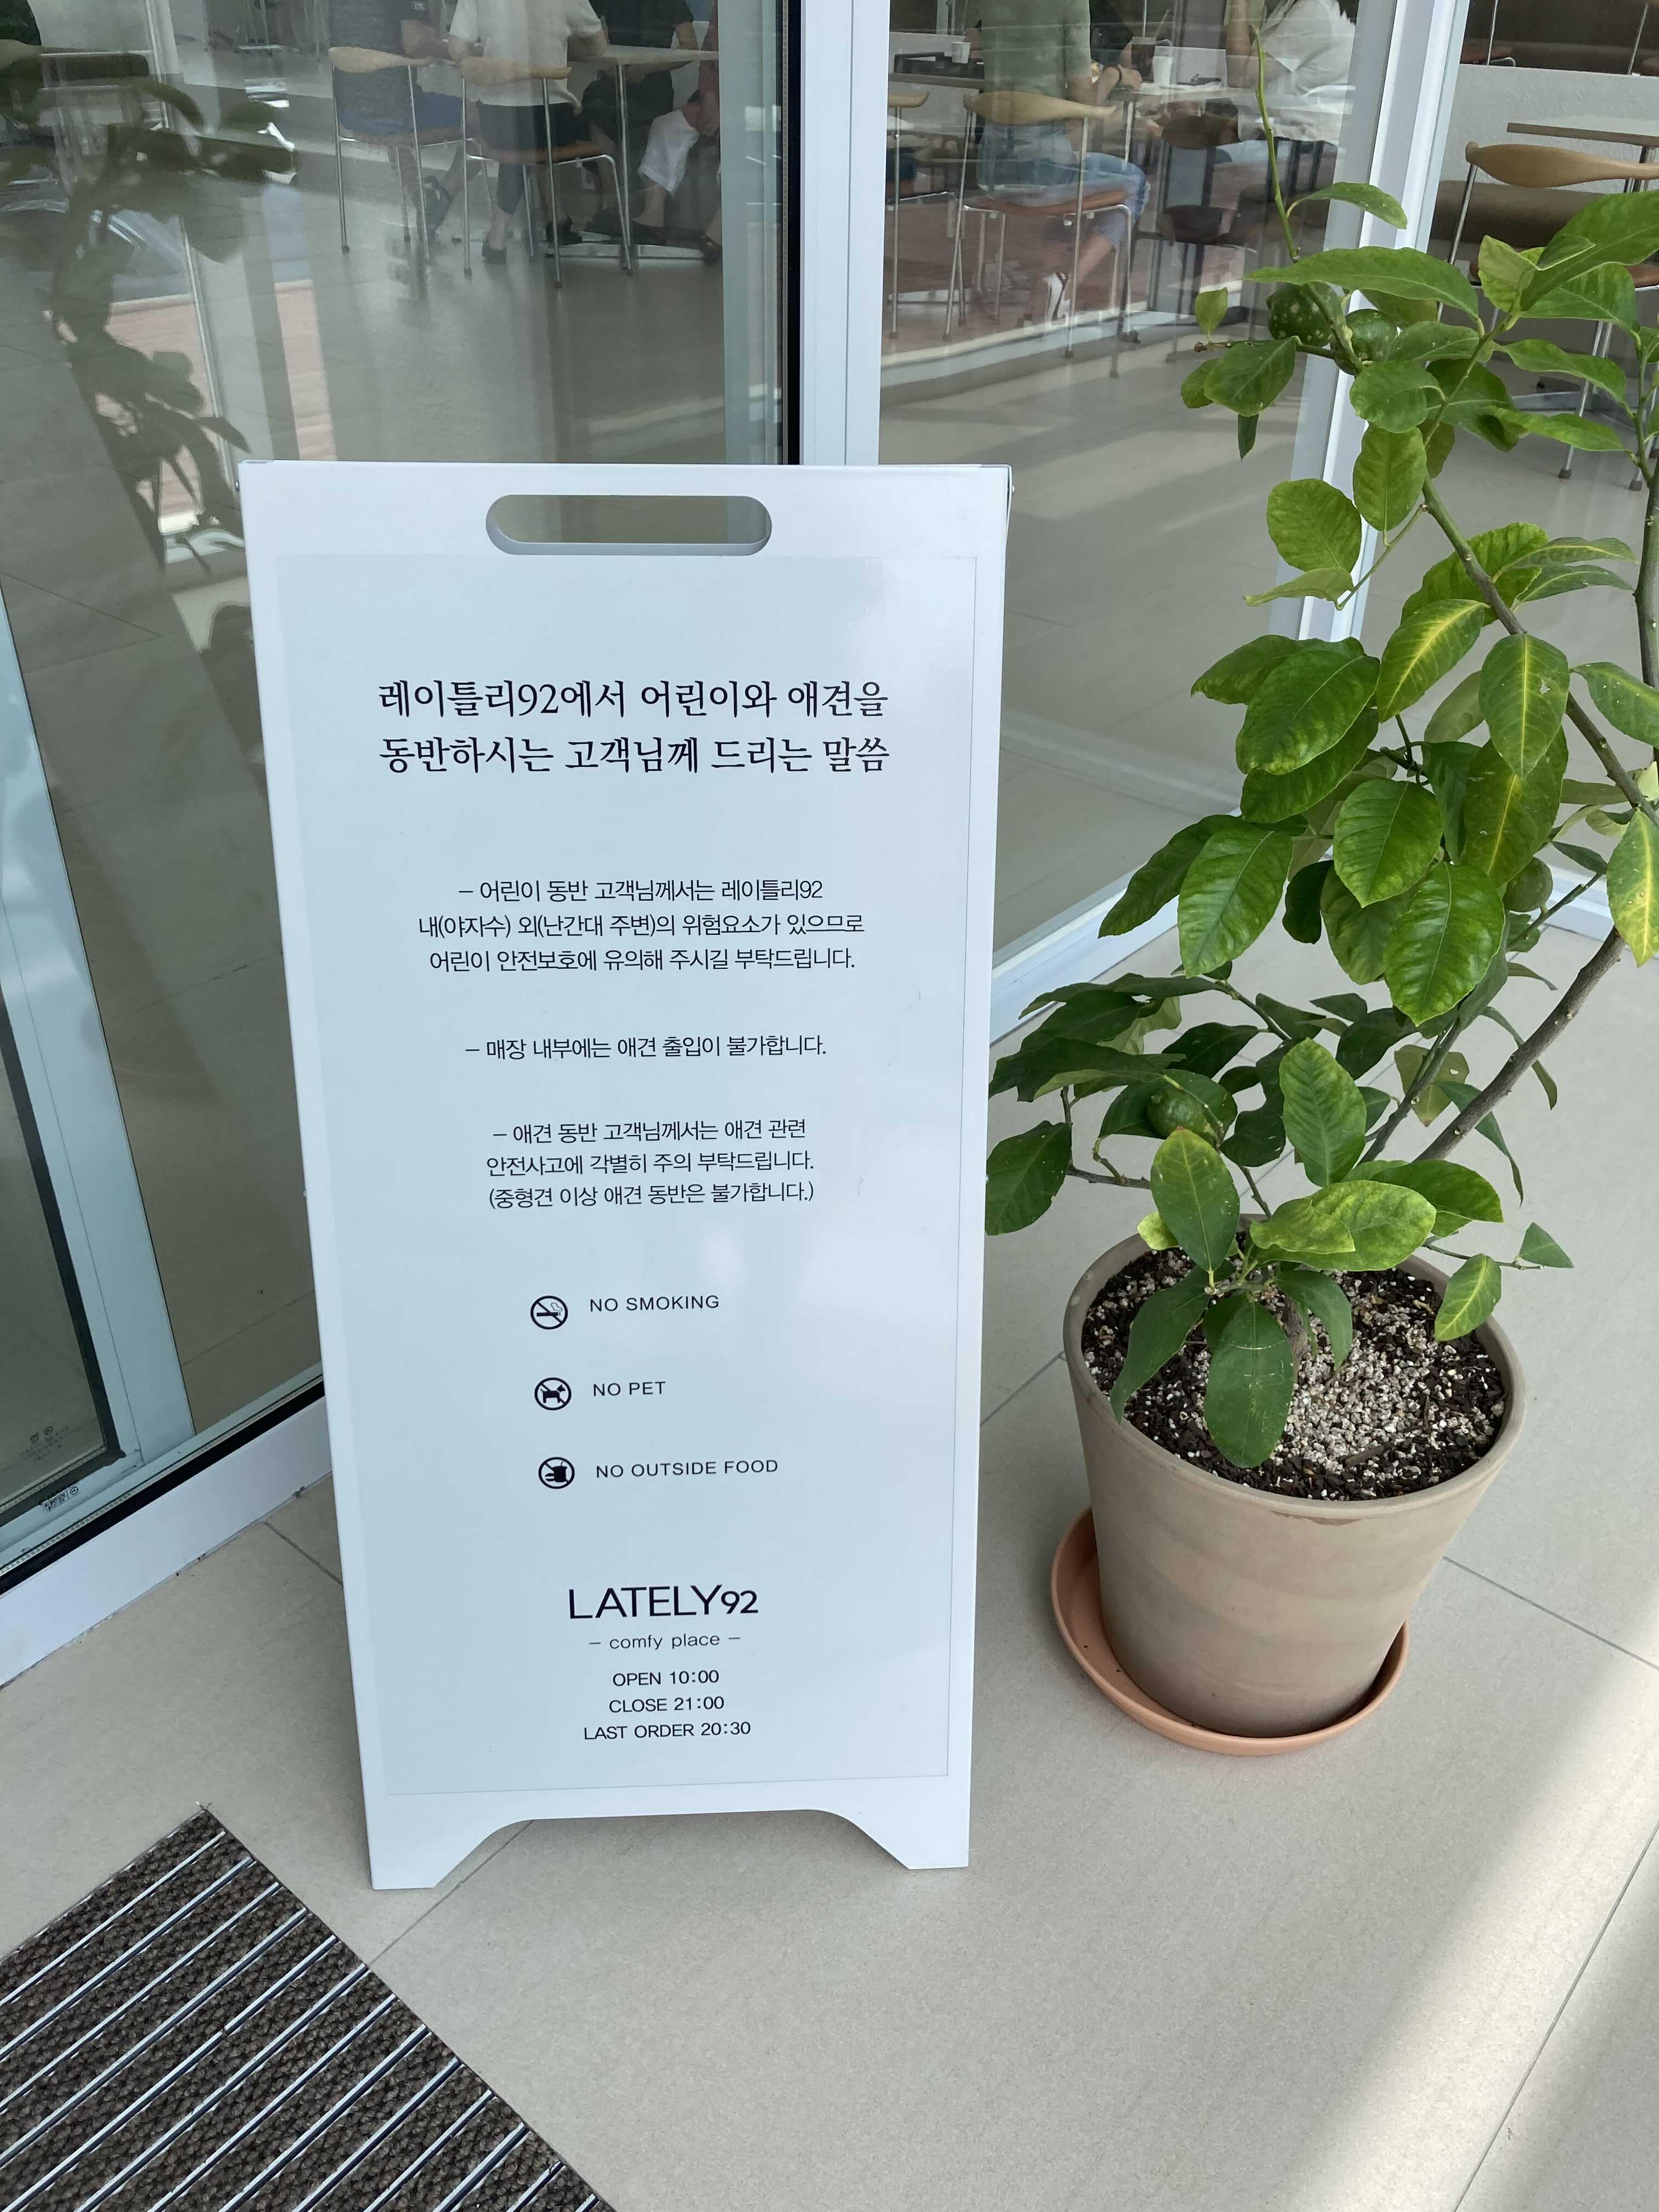 레이틀리92에서 어린이와 애견을
동반하시는 고객님께 드리는 말씀
– 어린이 동반 고객님께서는 레이틀리92
내(야자수) 외(난간대 주변)의 위험요소가 있으므로
어린이 안전보호에 유의해 주시길 부탁드립니다.
– 매장 내부에는 애견 출입이 불가합니다.
– 애견 동반 고객님께서는 애견 관련
안전사고에 각별히 주의 부탁드립니다.
(중형견 이상 애견 동반은 불가합니다.)
NO SMOKING
NO PET
NO OUTSIDE FOOD
LATELY92
– comfy place –
OPEN 10:00
CLOSE 21:00
LAST ORDER 20:30